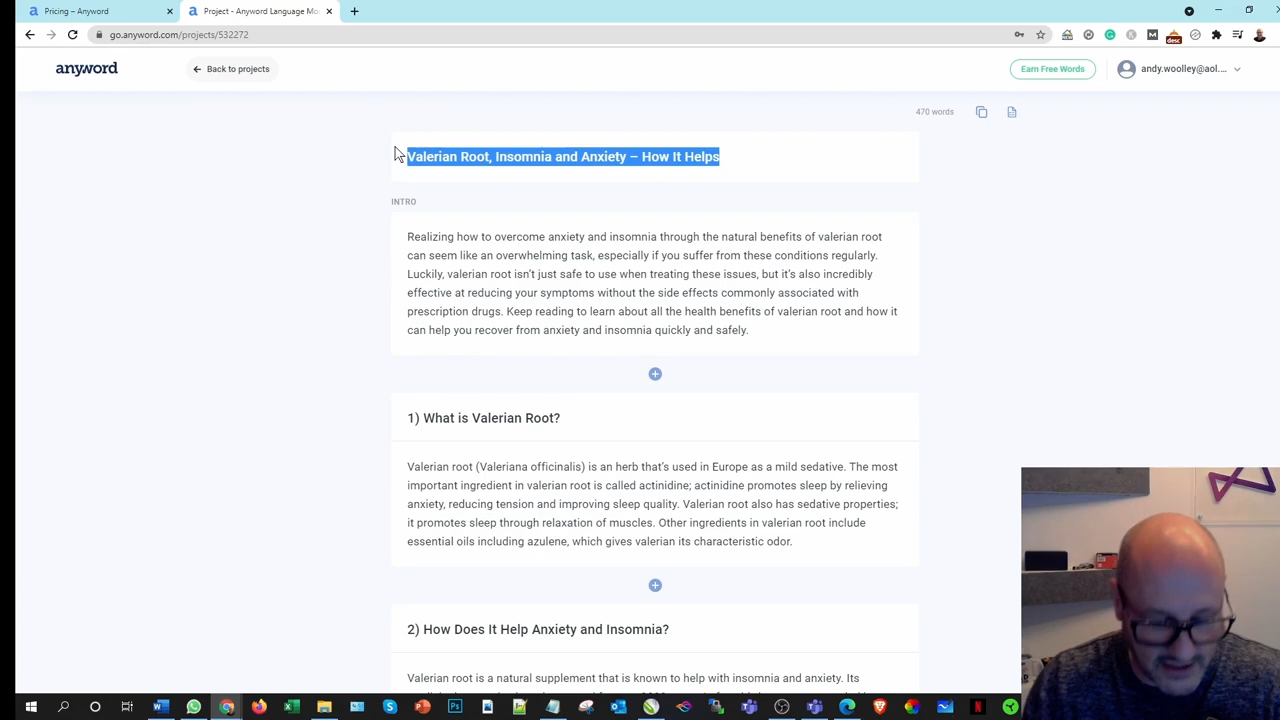 Pricing – Anyword
Project - Anyword Language Mo
go.anyword.com/projects/532272
desc
anyword
Back to projects
Earn Free Words
andy.woolley@aol....
470 words
Valerian Root, Insomnia and Anxiety – How It Helps
INTRO
Realizing how to overcome anxiety and insomnia through the natural benefits of valerian root
can seem like an overwhelming task, especially if you suffer from these conditions regularly.
Luckily, valerian root isn't just safe to use when treating these issues, but it's also incredibly
effective at reducing your symptoms without the side effects commonly associated with
prescription drugs. Keep reading to learn about all the health benefits of valerian root and how it
can help you recover from anxiety and insomnia quickly and safely.
1) What is Valerian Root?
Valerian root (Valeriana officinalis) is an herb that's used in Europe as a mild sedative. The most
important ingredient in valerian root is called actinidine; actinidine promotes sleep by relieving
anxiety, reducing tension and improving sleep quality. Valerian root also has sedative properties;
it promotes sleep through relaxation of muscles. Other ingredients in valerian root include
essential oils including azulene, which gives valerian its characteristic odor.
2) How Does It Help Anxiety and Insomnia?
Valerian root is a natural supplement that is known to help with insomnia and anxiety. Its